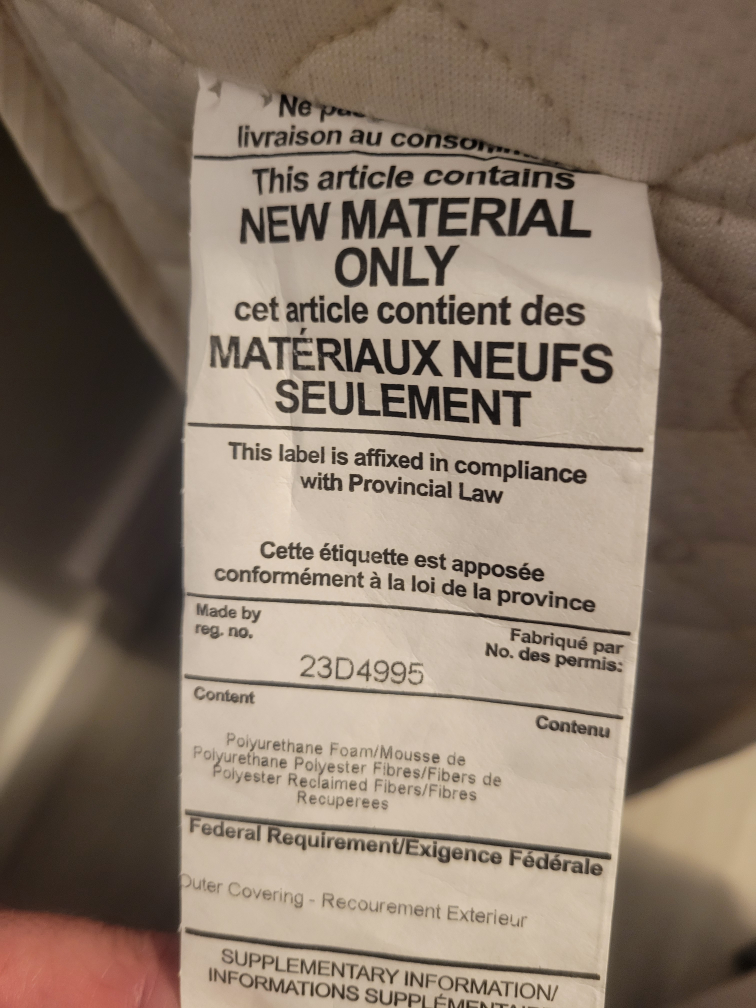 Ne
livraison au
This article contains
NEW MATERIAL
ONLY
cet article contient des
MATÉRIAUX NEUFS
SEULEMENT
This label is affixed in compliance
with Provincial Law
Cette étiquette est apposée
conformément à la loi de la province
Made by
reg. no.
Fabriqué par
No. des permis:
23D4995
Content
Contenu
Polyurethane Foam/Mousse de
Polyurethane Polyester Fibres/Fibers de
Polyester Reclaimed Fibers/Fibres
Recuperees
Federal Requirement/Exigence Fédérale
Outer Covering - Recourement Exterieur
SUPPLEMENTARY INFORMATION/
INFORMATIONS